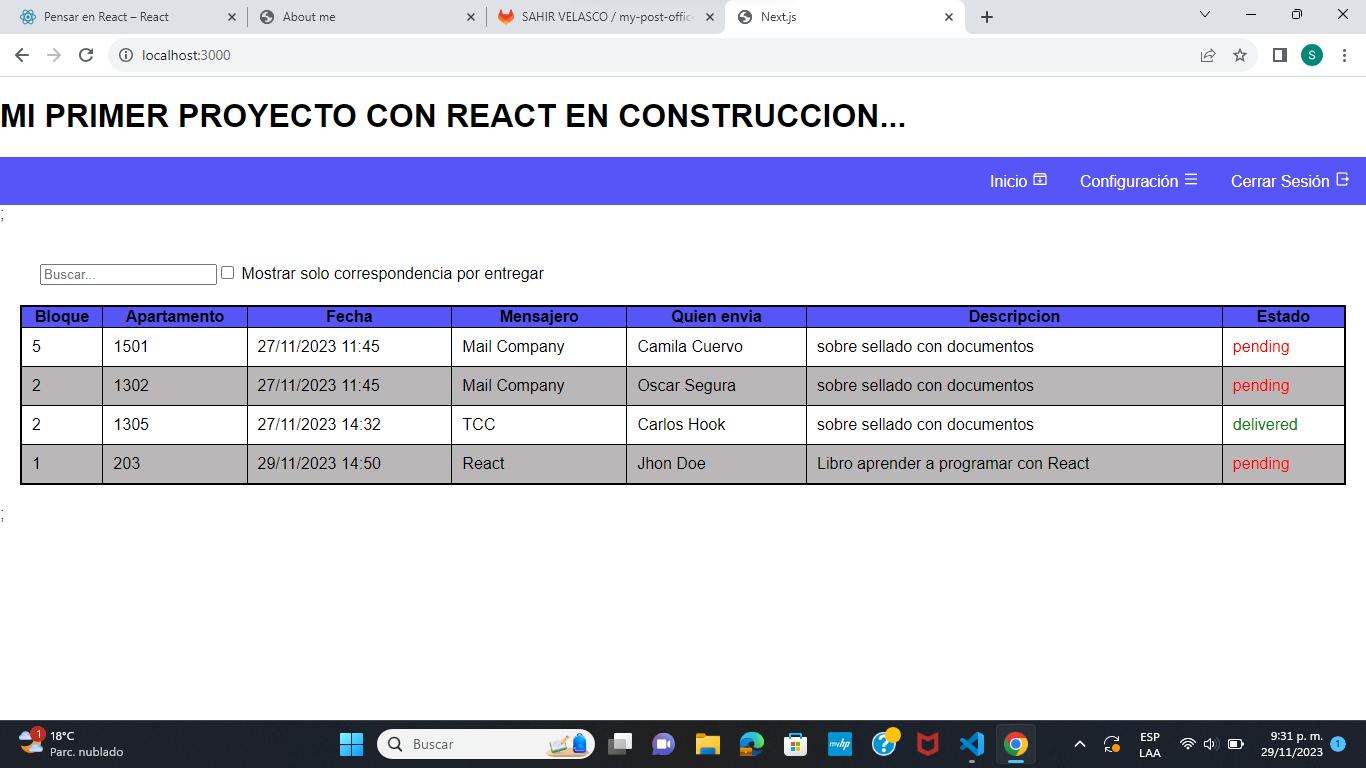 Pensar en React – React
About me
SAHIR VELASCO / my-post-offic
Next.js
localhost:3000
S
MI PRIMER PROYECTO CON REACT EN CONSTRUCCION...
Inicio Configuración Cerrar Sesión
;
Buscar... Mostrar solo correspondencia por entregar
Bloque Apartamento Fecha Mensajero Quien envia Descripcion Estado
5 1501 27/11/2023 11:45 Mail Company Camila Cuervo sobre sellado con documentos pending
2 1302 27/11/2023 11:45 Mail Company Oscar Segura sobre sellado con documentos pending
2 1305 27/11/2023 14:32 TCC Carlos Hook sobre sellado con documentos delivered
1 203 29/11/2023 14:50 React Jhon Doe Libro aprender a programar con React pending
;
1
18°C
Parc. nublado
Buscar
myhp
?
ESP
LAA
9:31 p. m.
29/11/2023
1